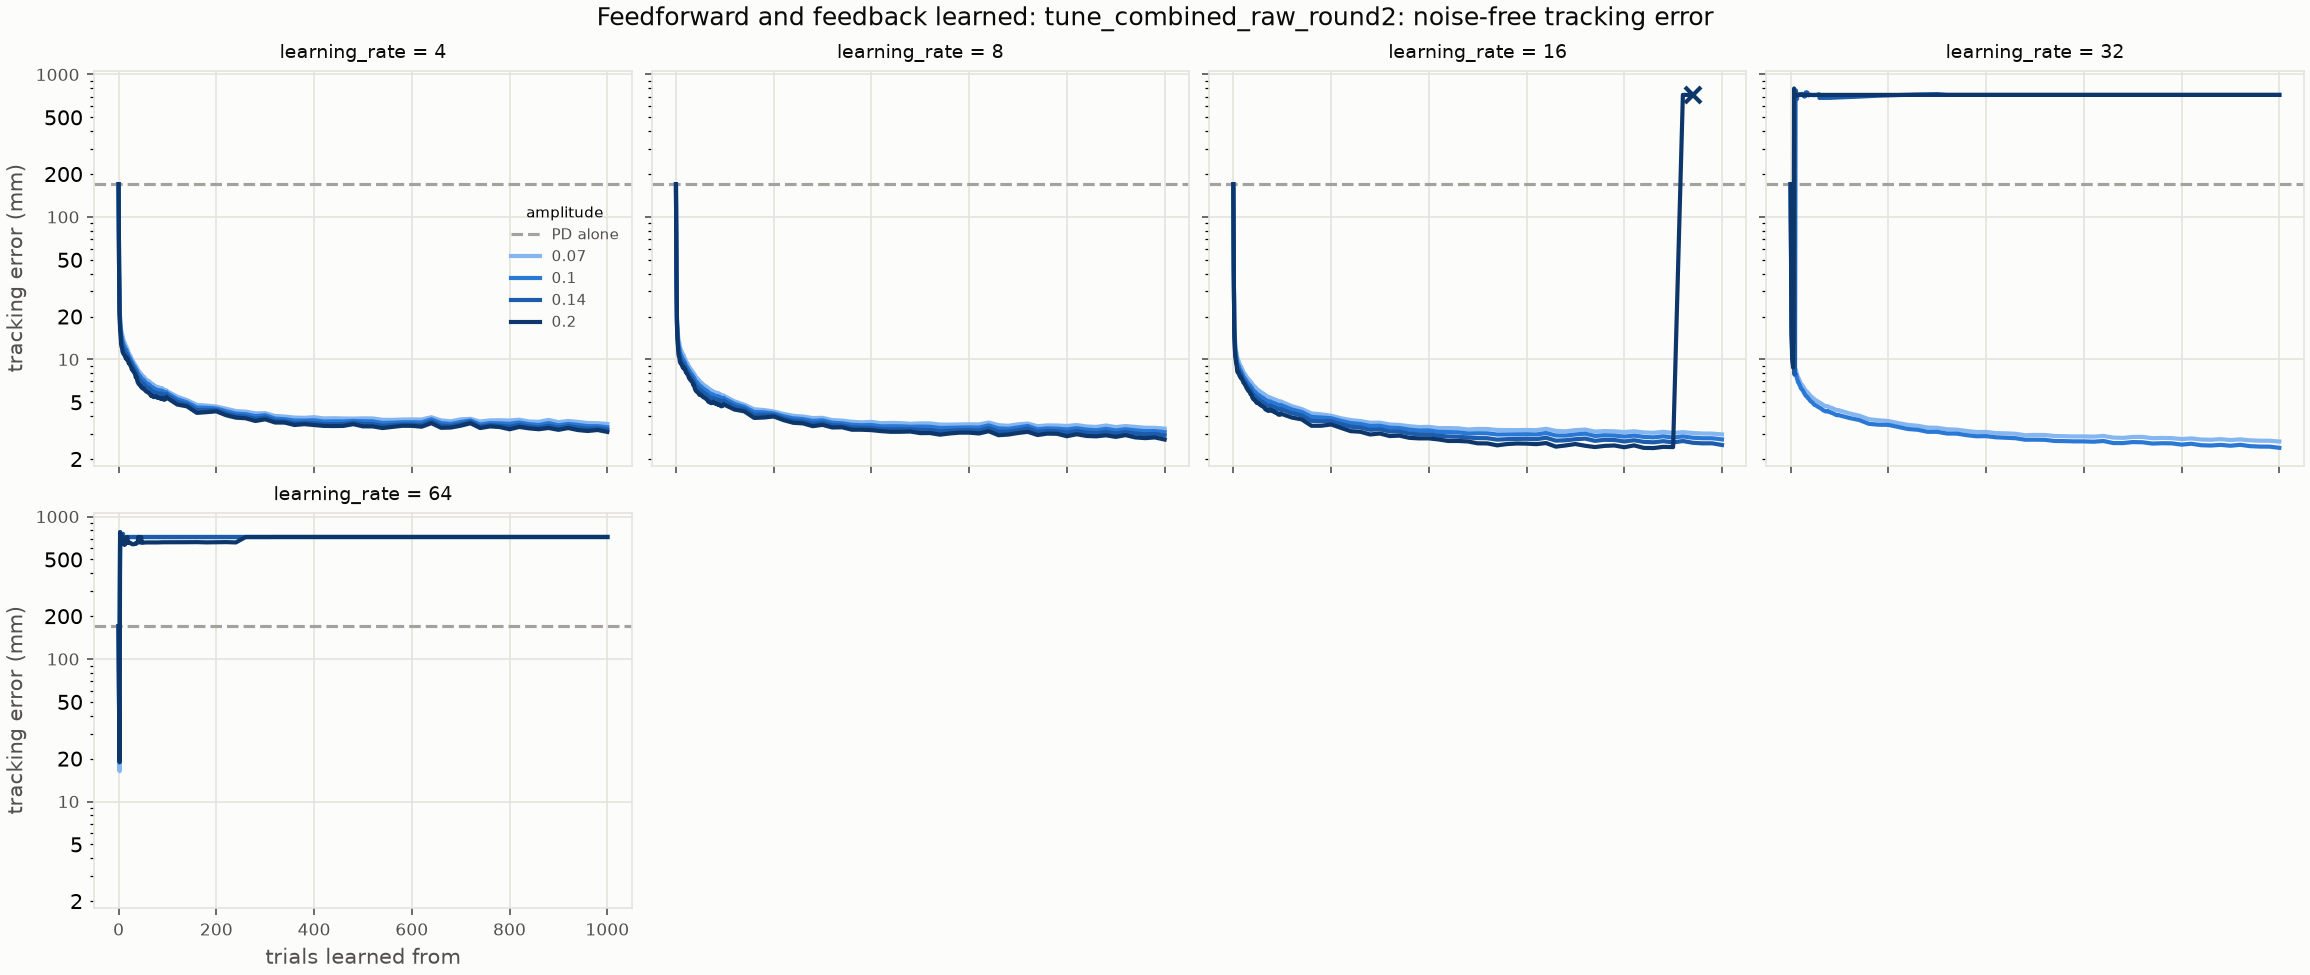 Feedforward and feedback learned: tune_combined_raw_round2: noise-free tracking error
learning_rate = 4
learning_rate = 8
learning_rate = 16
learning_rate = 32
tracking error (mm)
1000
500
200
100
50
20
10
5
2
amplitude
PD alone
0.07
0.1
0.14
0.2
learning_rate = 64
tracking error (mm)
1000
500
200
100
50
20
10
5
2
0 200 400 600 800 1000
trials learned from